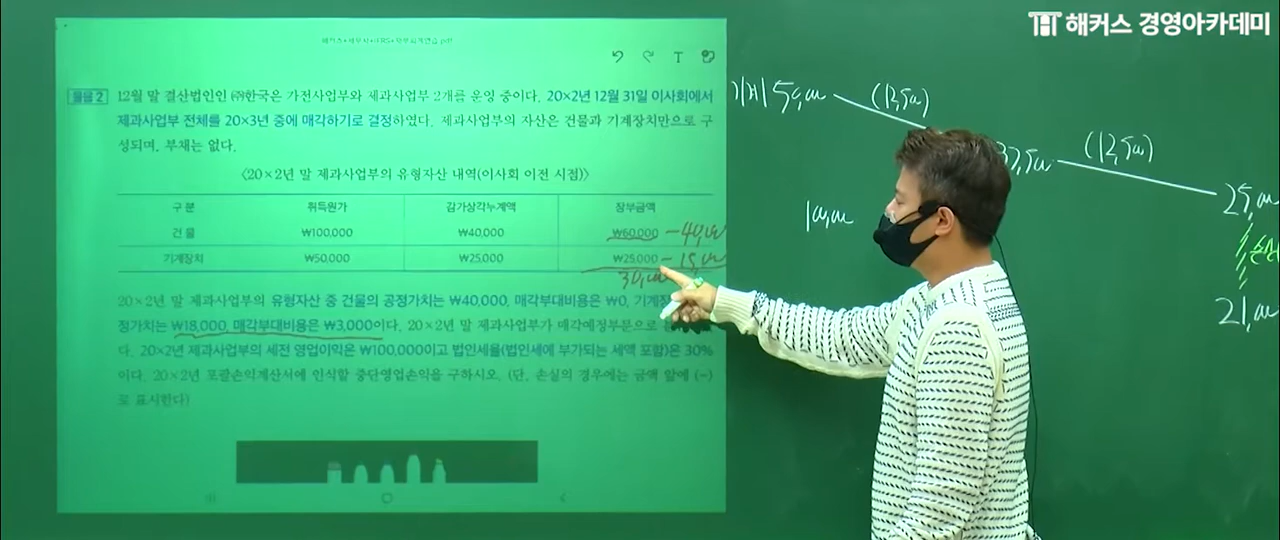 해커스 경영아카데미
물음 2
12월 말 결산법인인 ㈜한국은 가전사업부와 제과사업부 2개를 운영 중이다. 20×2년 12월 31일 이사회에서
제과사업부 전체를 20×3년 중에 매각하기로 결정하였다. 제과사업부의 자산은 건물과 기계장치만으로 구
성되며, 부채는 없다.
〈20×2년 말 제과사업부의 유형자산 내역(이사회 이전 시점)〉
구분 취득원가 감가상각누계액 장부금액
건물 ₩100,000 ₩40,000 ₩60,000 -40,000
기계장치 ₩50,000 ₩25,000 ₩25,000 -15,000
30,000
20×2년 말 제과사업부의 유형자산 중 건물의 공정가치는 ₩40,000, 매각부대비용은 ₩0, 기계
정가치는 ₩18,000, 매각부대비용은 ₩3,000이다. 20×2년 말 제과사업부가 매각예정부분으로
다. 20×2년 제과사업부의 세전 영업이익은 ₩100,000이고 법인세율(법인세에 부가되는 세액 포함)은 30%
이다. 20×2년 포괄손익계산서에 인식할 중단영업손익을 구하시오. (단, 손실의 경우에는 금액 앞에 (-)
로 표시한다)